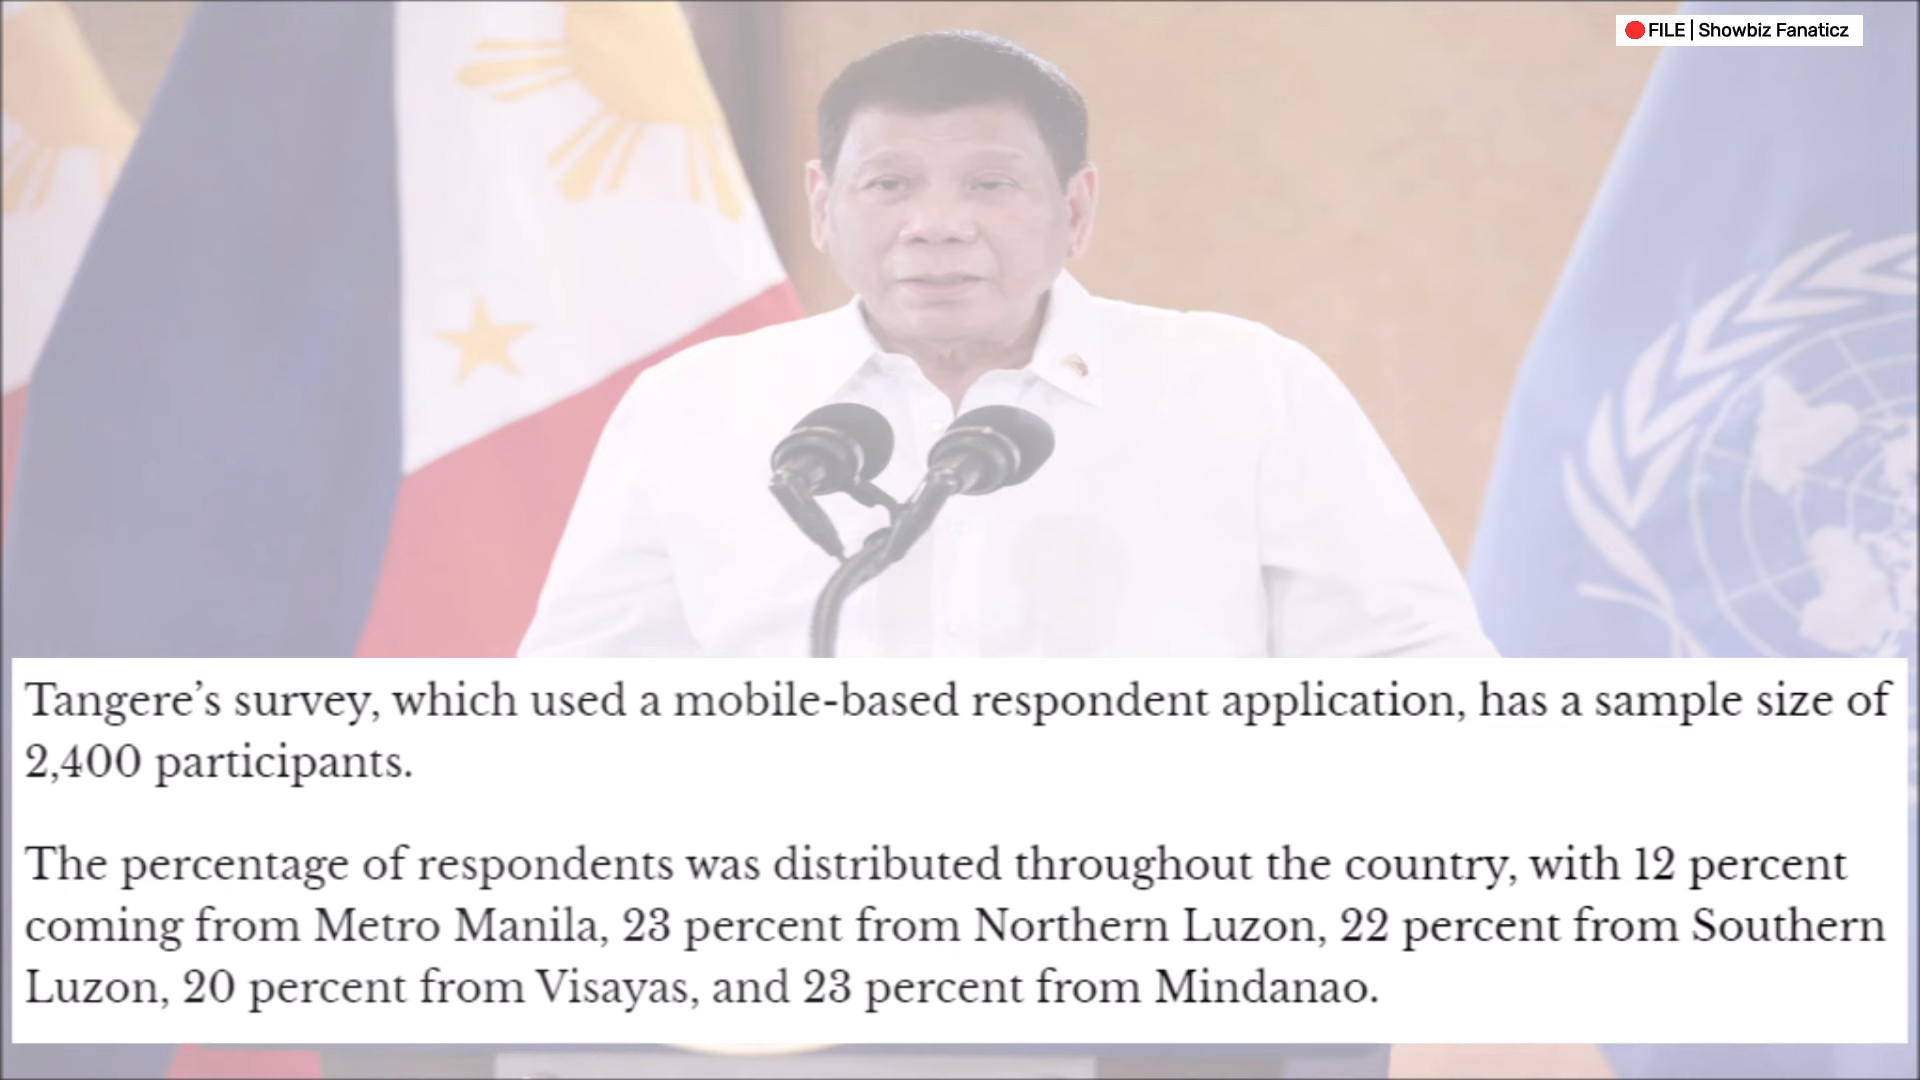 FILE | Showbiz Fanaticz
Tangere’s survey, which used a mobile-based respondent application, has a sample size of
2,400 participants.
The percentage of respondents was distributed throughout the country, with 12 percent
coming from Metro Manila, 23 percent from Northern Luzon, 22 percent from Southern
Luzon, 20 percent from Visayas, and 23 percent from Mindanao.